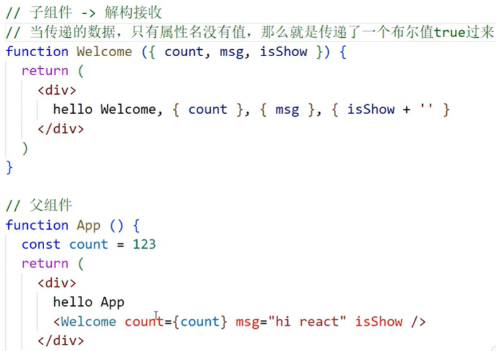 // 子组件 -> 解构接收
// 当传递的数据，只有属性名没有值，那么就是传递了一个布尔值true过来
function Welcome ({ count, msg, isShow }) {
  return (
    <div>
      hello Welcome, { count }, { msg }, { isShow + '' }
    </div>
  )
}
// 父组件
function App () {
  const count = 123
  return (
    <div>
      hello App
      <Welcome count={count} msg="hi react" isShow />
    </div>